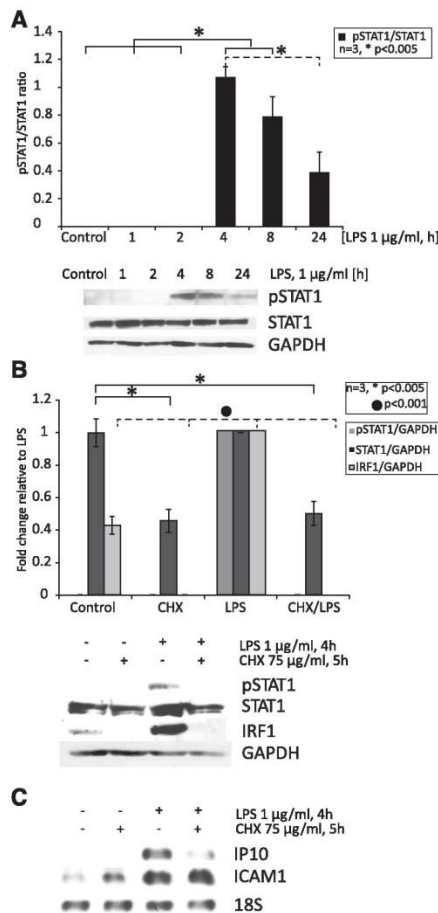 A
pSTAT1/STAT1
n=3, * p<0.005
*
*
pSTAT1/STAT1 ratio
1.4
1.2
1
0.8
0.6
0.4
0.2
0
Control 1 2 4 8 24 [LPS 1 µg/ml, h]
Control 1 2 4 8 24 LPS, 1 µg/ml [h]
pSTAT1
STAT1
GAPDH
B
n=3, * p<0.005
p<0.001
*
*
pSTAT1/GAPDH
STAT1/GAPDH
IRF1/GAPDH
Fold change relative to LPS
1.2
1
0.8
0.6
0.4
0.2
0
Control CHX LPS CHX/LPS
- - + + LPS 1 µg/ml, 4h
- + - + CHX 75 µg/ml, 5h
pSTAT1
STAT1
IRF1
GAPDH
C
- - + + LPS 1 µg/ml, 4h
- + - + CHX 75 µg/ml, 5h
IP10
ICAM1
18S